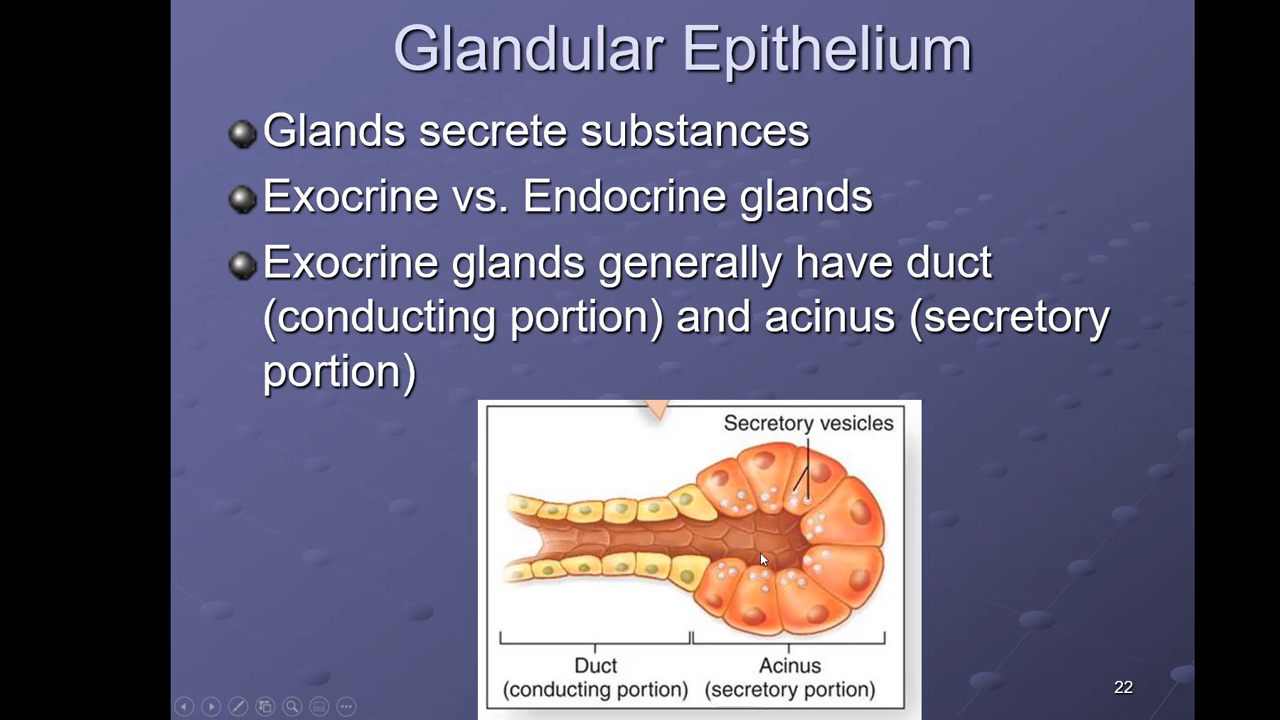 Glandular Epithelium
Glands secrete substances
Exocrine vs. Endocrine glands
Exocrine glands generally have duct
(conducting portion) and acinus (secretory
portion)
Secretory vesicles
Duct
(conducting portion)
Acinus
(secretory portion)
22